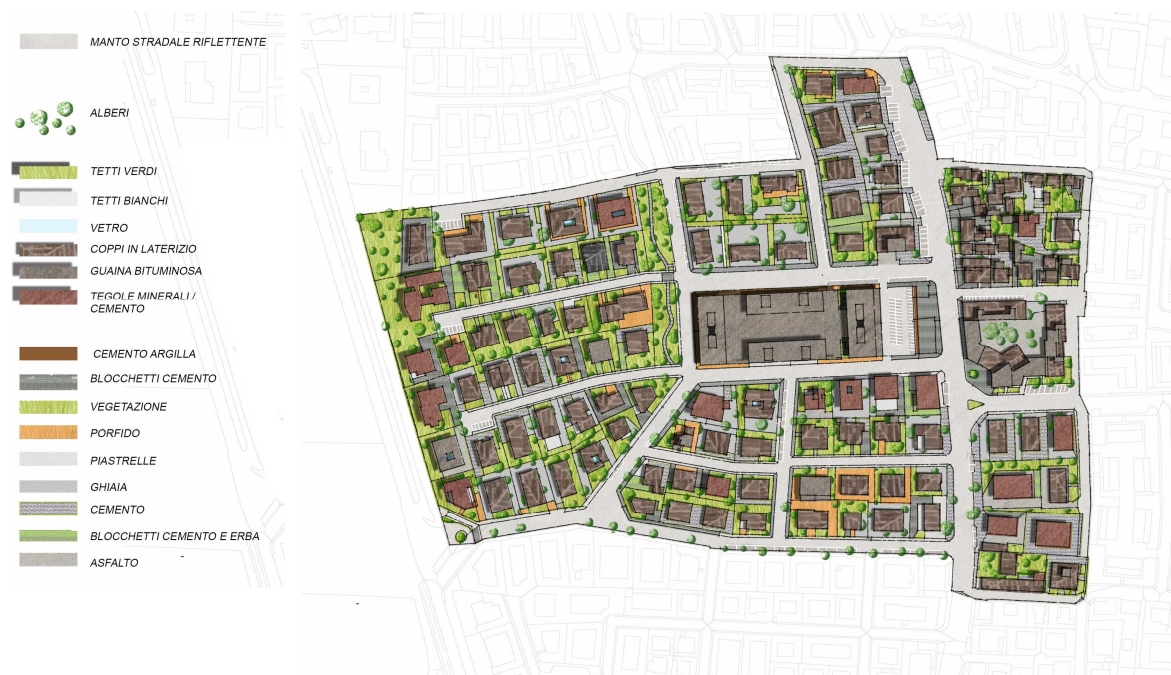 MANTO STRADALE RIFLETTENTE
ALBERI
TETTI VERDI
TETTI BIANCHI
VETRO
COPPI IN LATERIZIO
GUAINA BITUMINOSA
TEGOLE MINERALI /
CEMENTO
CEMENTO ARGILLA
BLOCCHETTI CEMENTO
VEGETAZIONE
PORFIDO
PIASTRELLE
GHIAIA
CEMENTO
BLOCCHETTI CEMENTO E ERBA
ASFALTO